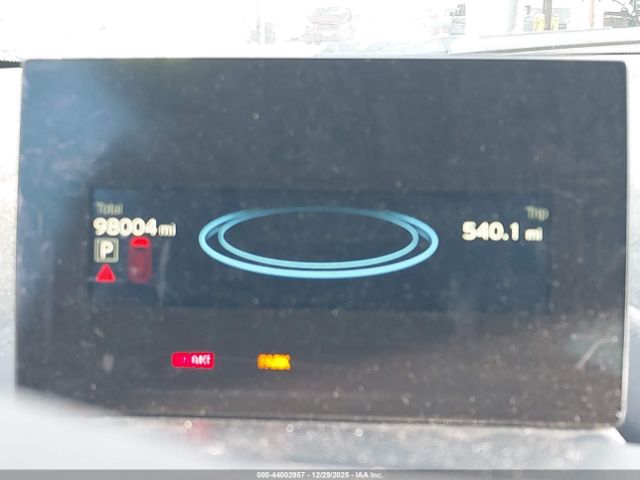 Total
Trip
98004 mi
540.1 mi
P
PARK
000-44002957 - 12/29/2025 - IAA Inc.